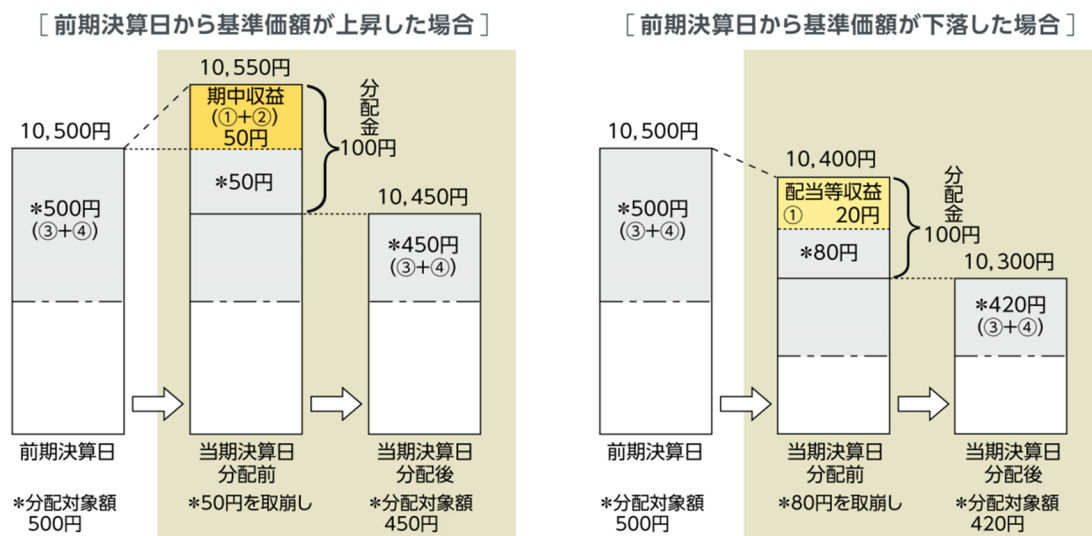 [ 前期決算日から基準価額が上昇した場合 ]
10,500円
*500円
(③+④)
前期決算日
*分配対象額
500円
10,550円
期中収益
(①+②)
50円
*50円
分配金
100円
当期決算日
分配前
*50円を取崩し
10,450円
*450円
(③+④)
当期決算日
分配後
*分配対象額
450円
[ 前期決算日から基準価額が下落した場合 ]
10,500円
*500円
(③+④)
前期決算日
*分配対象額
500円
10,400円
配当等収益
① 20円
*80円
分配金
100円
当期決算日
分配前
*80円を取崩し
10,300円
*420円
(③+④)
当期決算日
分配後
*分配対象額
420円